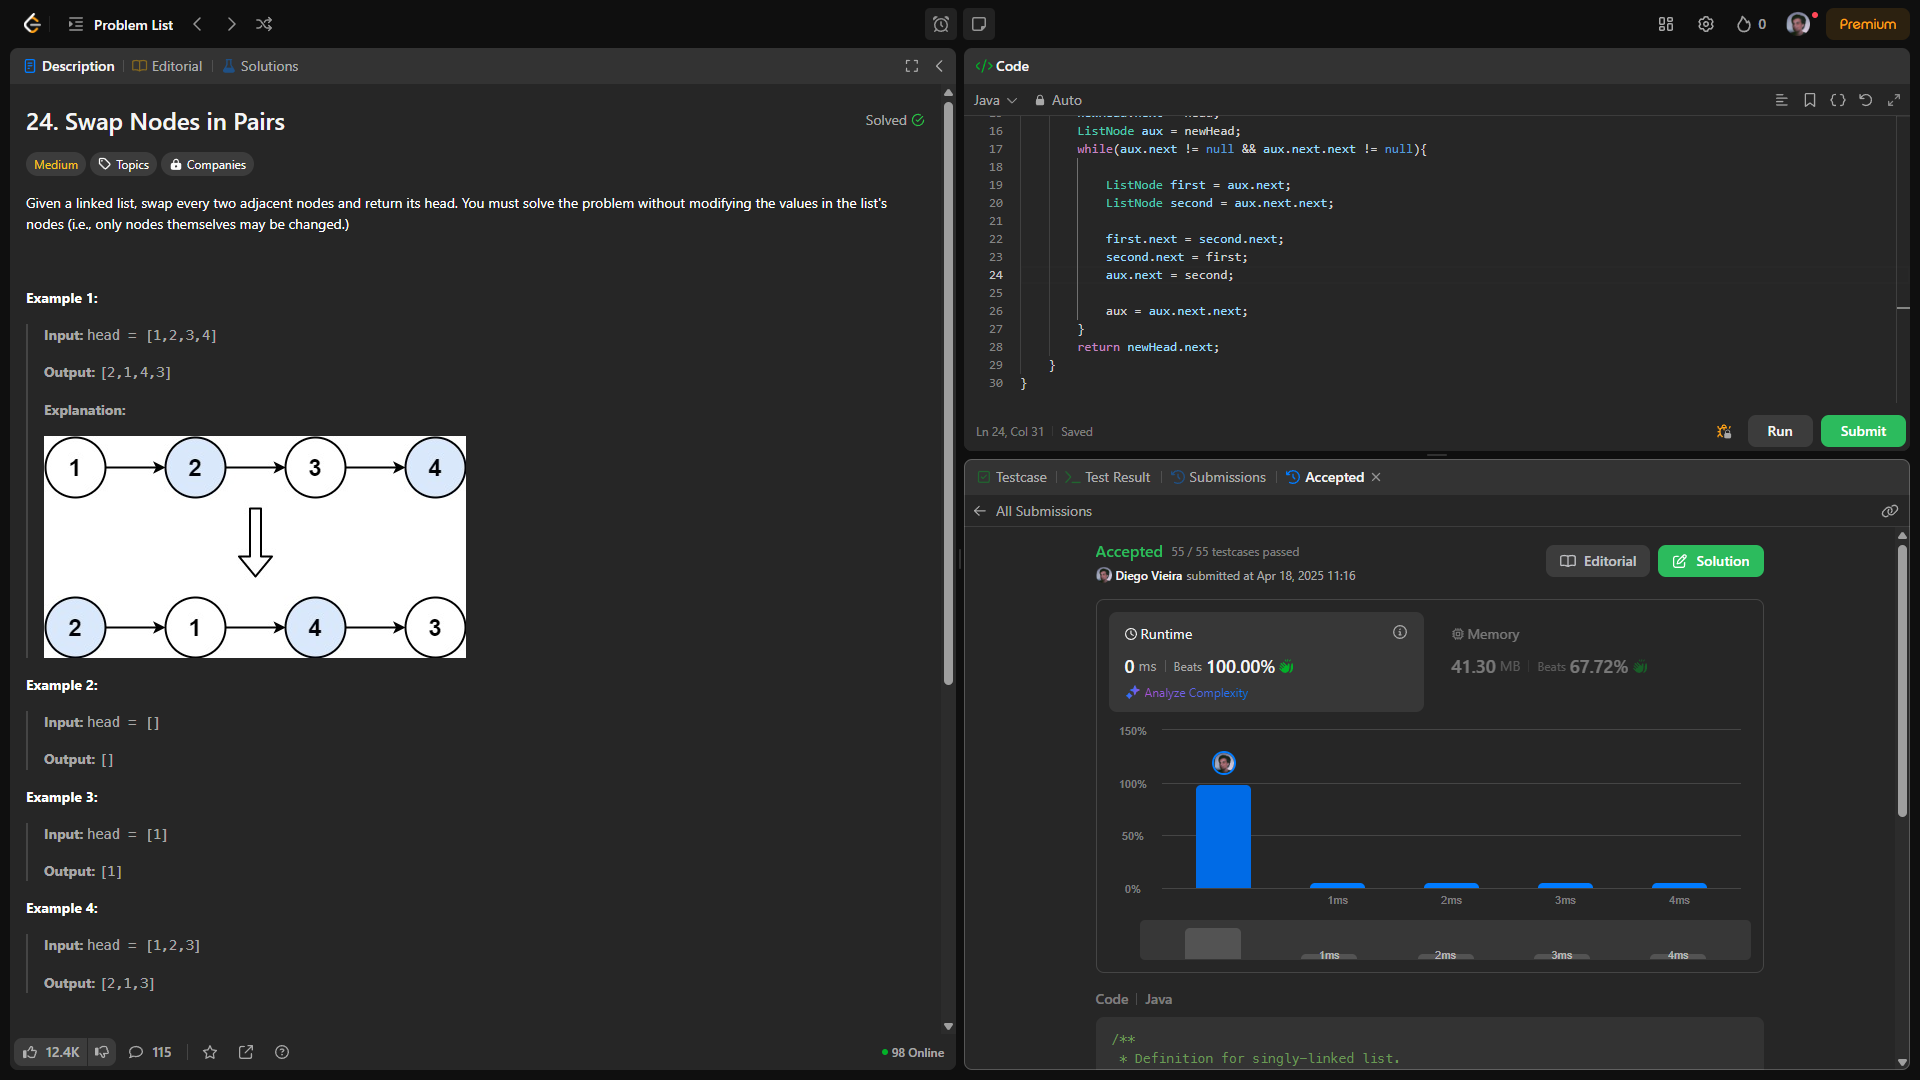 Problem List
0
Premium
Description
Editorial
Solutions
24. Swap Nodes in Pairs
Solved
Medium
Topics
Companies
Given a linked list, swap every two adjacent nodes and return its head. You must solve the problem without modifying the values in the list's
nodes (i.e., only nodes themselves may be changed.)
Example 1:
Input: head = [1,2,3,4]
Output: [2,1,4,3]
Explanation:
1 2 3 4
2 1 4 3
Example 2:
Input: head = []
Output: []
Example 3:
Input: head = [1]
Output: [1]
Example 4:
Input: head = [1,2,3]
Output: [2,1,3]
12.4K
115
98 Online
</> Code
Java
Auto
16 ListNode aux = newHead;
17 while(aux.next != null && aux.next.next != null){
18
19 ListNode first = aux.next;
20 ListNode second = aux.next.next;
21
22 first.next = second.next;
23 second.next = first;
24 aux.next = second;
25
26 aux = aux.next.next;
27 }
28 return newHead.next;
29 }
30 }
Ln 24, Col 31
Saved
Run
Submit
Testcase
Test Result
Submissions
Accepted
All Submissions
Accepted 55 / 55 testcases passed
Diego Vieira submitted at Apr 18, 2025 11:16
Editorial
Solution
Runtime
0 ms
Beats 100.00%
Analyze Complexity
Memory
41.30 MB
Beats 67.72%
150%
100%
50%
0%
1ms 2ms 3ms 4ms
1ms 2ms 3ms 4ms
Code
Java
/**
* Definition for singly-linked list.